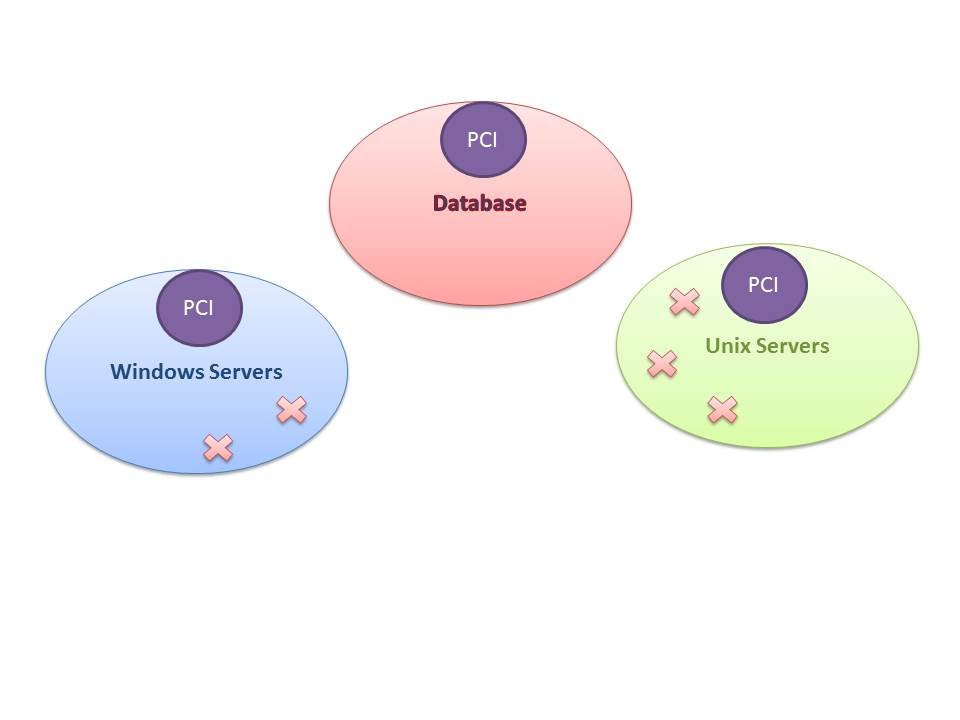 PCI
Database
PCI
Windows Servers
PCI
Unix Servers